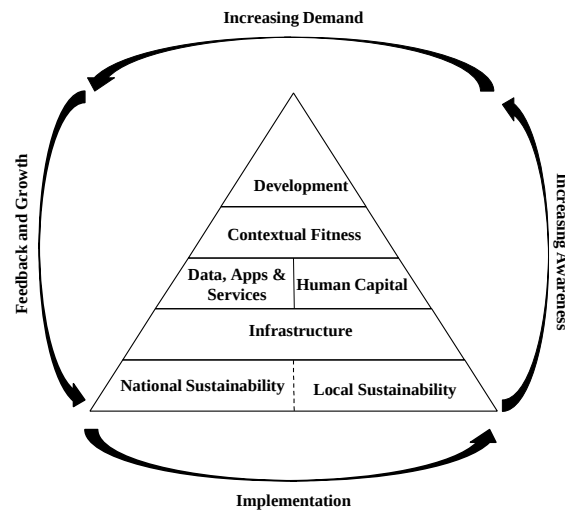 Increasing Demand
Feedback and Growth
Increasing Awareness
Development
Contextual Fitness
Data, Apps &
Services
Human Capital
Infrastructure
National Sustainability
Local Sustainability
Implementation